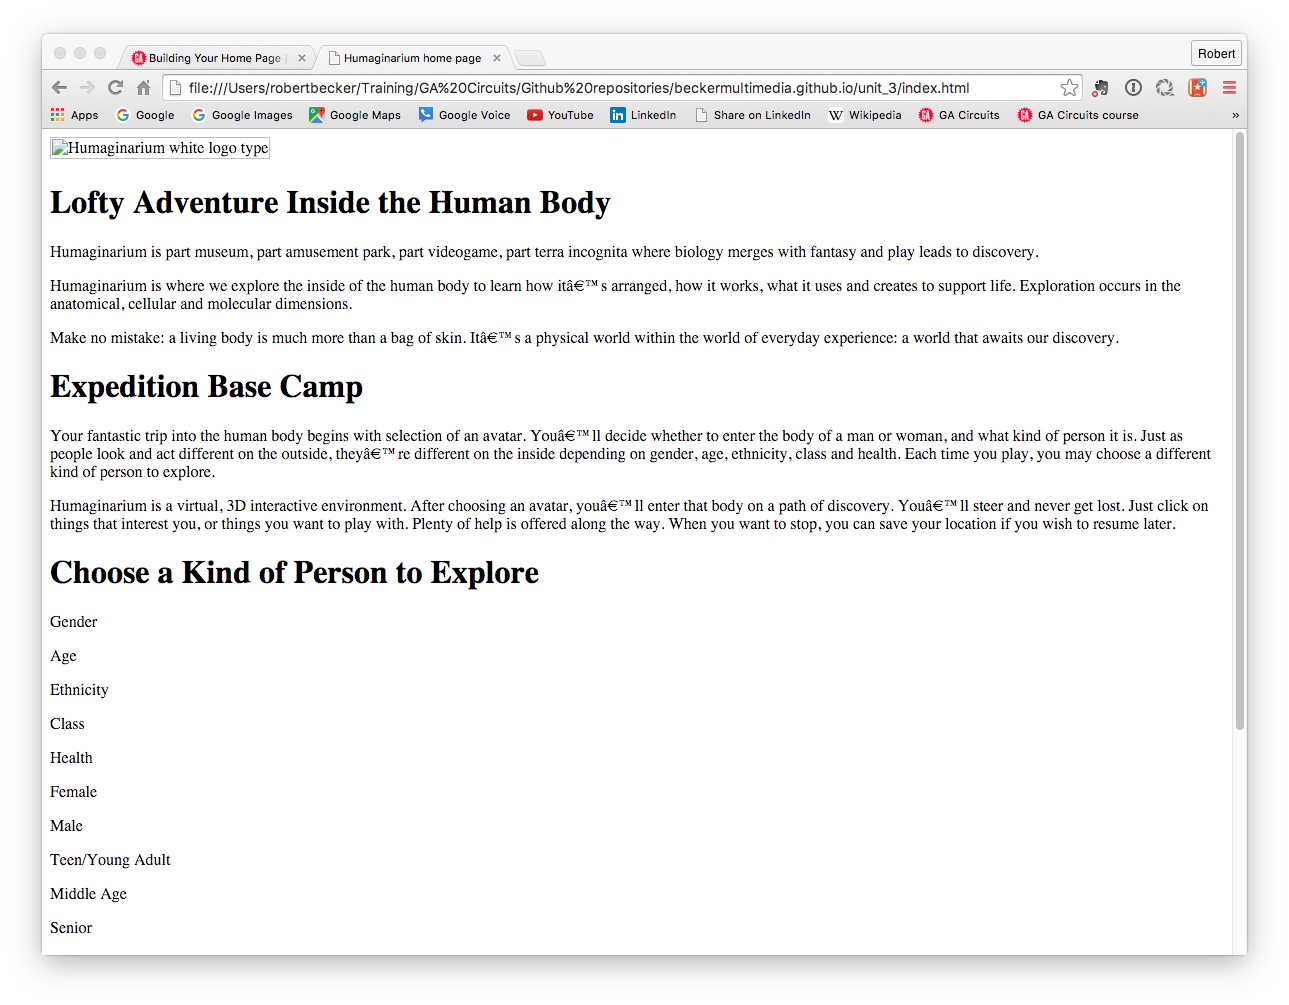 Building Your Home Page
Humaginarium home page
Robert
file:///Users/robertbecker/Training/GA%20Circuits/Github%20repositories/beckermultimedia.github.io/unit_3/index.html
Apps Google Google Images Google Maps Google Voice YouTube LinkedIn Share on LinkedIn Wikipedia GA Circuits GA Circuits course »
Humaginarium white logo type
Lofty Adventure Inside the Human Body
Humaginarium is part museum, part amusement park, part videogame, part terra incognita where biology merges with fantasy and play leads to discovery.
Humaginarium is where we explore the inside of the human body to learn how itâ€™s arranged, how it works, what it uses and creates to support life. Exploration occurs in the
anatomical, cellular and molecular dimensions.
Make no mistake: a living body is much more than a bag of skin. Itâ€™s a physical world within the world of everyday experience: a world that awaits our discovery.
Expedition Base Camp
Your fantastic trip into the human body begins with selection of an avatar. Youâ€™ll decide whether to enter the body of a man or woman, and what kind of person it is. Just as
people look and act different on the outside, theyâ€™re different on the inside depending on gender, age, ethnicity, class and health. Each time you play, you may choose a different
kind of person to explore.
Humaginarium is a virtual, 3D interactive environment. After choosing an avatar, youâ€™ll enter that body on a path of discovery. Youâ€™ll steer and never get lost. Just click on
things that interest you, or things you want to play with. Plenty of help is offered along the way. When you want to stop, you can save your location if you wish to resume later.
Choose a Kind of Person to Explore
Gender
Age
Ethnicity
Class
Health
Female
Male
Teen/Young Adult
Middle Age
Senior